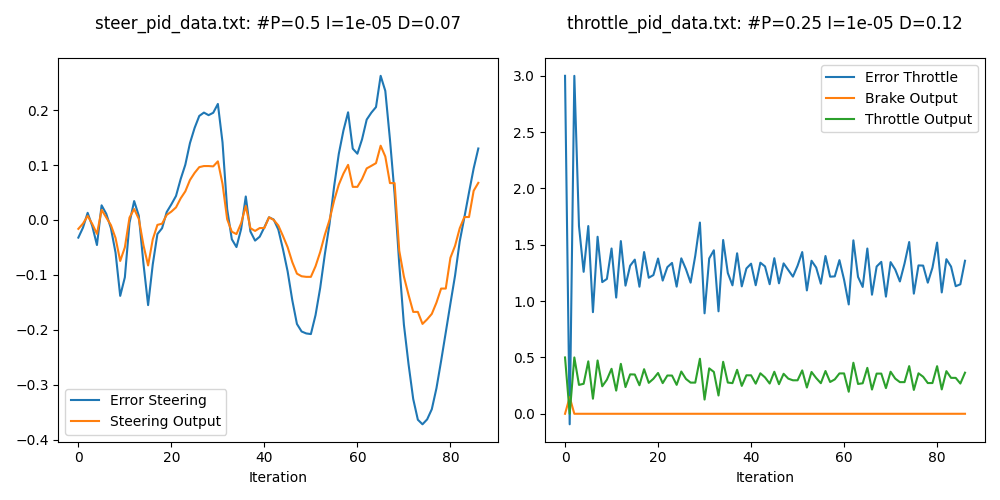 steer_pid_data.txt: #P=0.5 I=1e-05 D=0.07
0.2
0.1
0.0
−0.1
−0.2
−0.3
−0.4
Error Steering
Steering Output
0 20 40 60 80
Iteration
throttle_pid_data.txt: #P=0.25 I=1e-05 D=0.12
3.0
2.5
2.0
1.5
1.0
0.5
0.0
Error Throttle
Brake Output
Throttle Output
0 20 40 60 80
Iteration